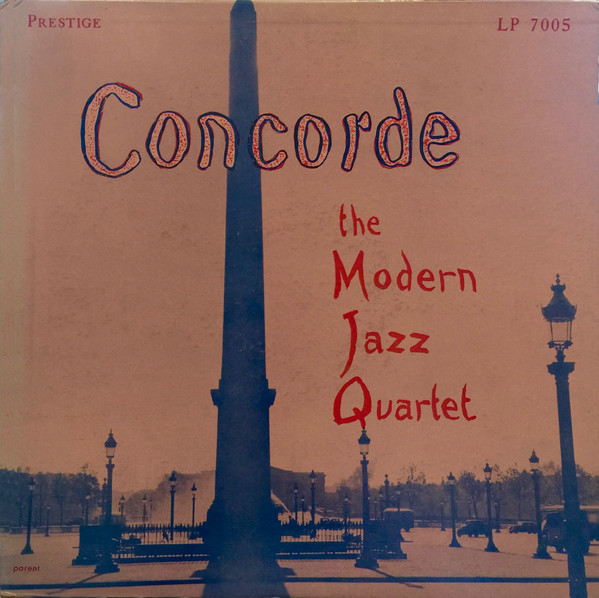 PRESTIGE
LP 7005
Concorde
the
Modern
Jazz
Quartet
parent